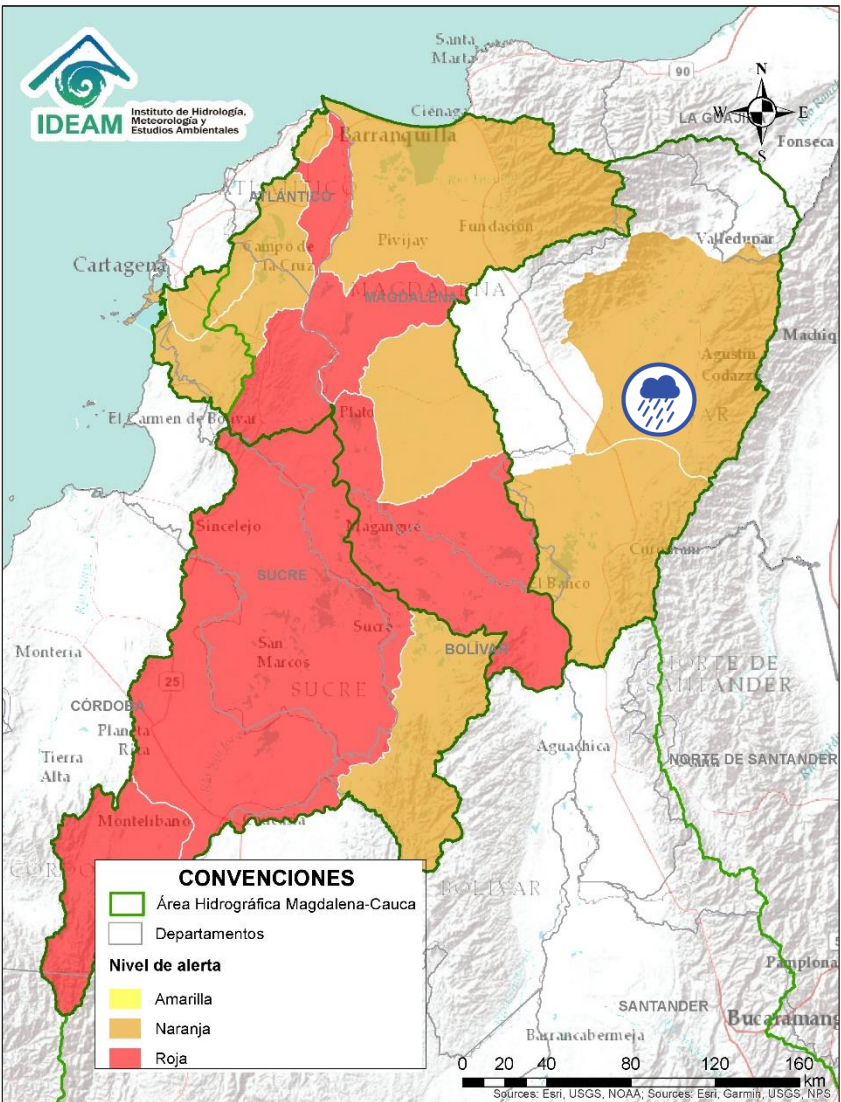 IDEAM
Instituto de Hidrología,
Meteorología y
Estudios Ambientales
Santa
Marta
90
N
W
E
S
LA GUAJI
Ciénaga
Fonseca
Barranquilla
ATLÁNTICO
Valledupar
Pivijay
Fundación
Campo de
la Cruz
Cartagena
MAGDALENA
MAGDALENA
Machiq
Agustín
Codazzi
AR
El Carmen de Bolívar
Plato
Sincelejo
Magangué
SUCRE
El Banco
Sucre
San
Marcos
BOLÍVAR
Montería
25
SUCRE
NORTE DE
SANTANDER
CÓRDOBA
Planeta
Rica
Tierra
Alta
Aguachica
NORTE DE SANTANDER
Montelíbano
BOLÍVAR
CONVENCIONES
Área Hidrográfica Magdalena-Cauca
Departamentos
Nivel de alerta
Amarilla
Naranja
Roja
Pamplona
SANTANDER
Bucaramang
Barrancabermeja
0 20 40 80 120 160
km
Sources: Esri, USGS, NOAA; Sources: Esri, Garmin, USGS, NPS